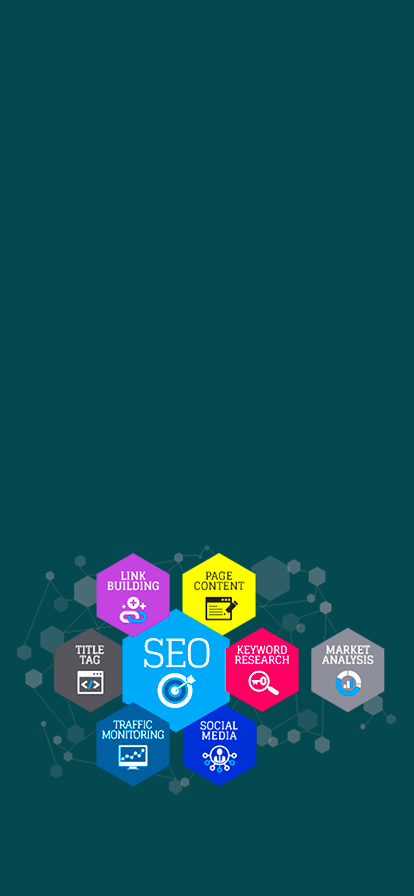 LINK
BUILDING
PAGE
CONTENT
TITLE
TAG
SEO
KEYWORD
RESEARCH
MARKET
ANALYSIS
TRAFFIC
MONITORING
SOCIAL
MEDIA